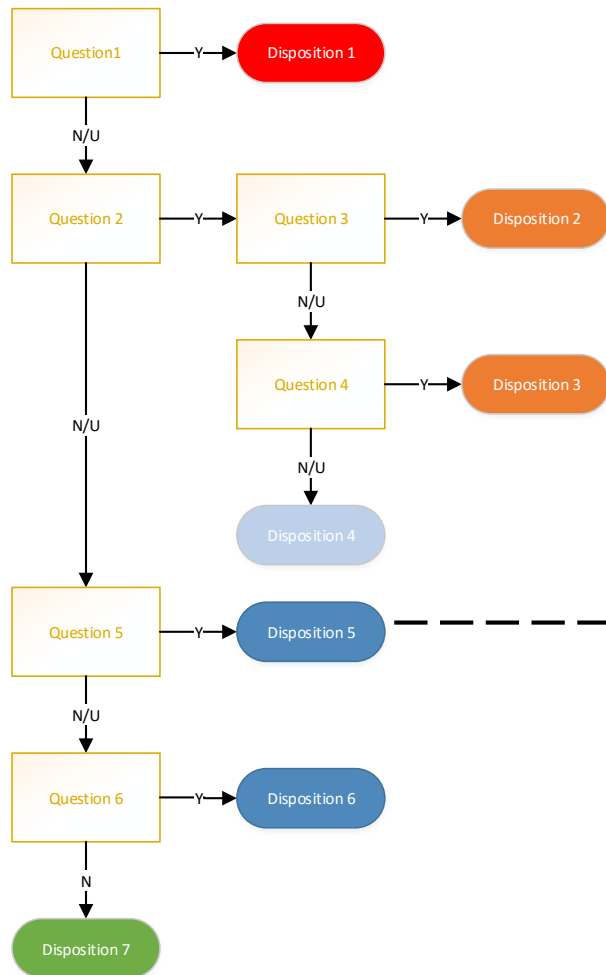 Question1
Y
Disposition 1
N/U
Question 2
Y
Question 3
Y
Disposition 2
N/U
Question 4
Y
Disposition 3
N/U
N/U
Disposition 4
Question 5
Y
Disposition 5
N/U
Question 6
Y
Disposition 6
N
Disposition 7